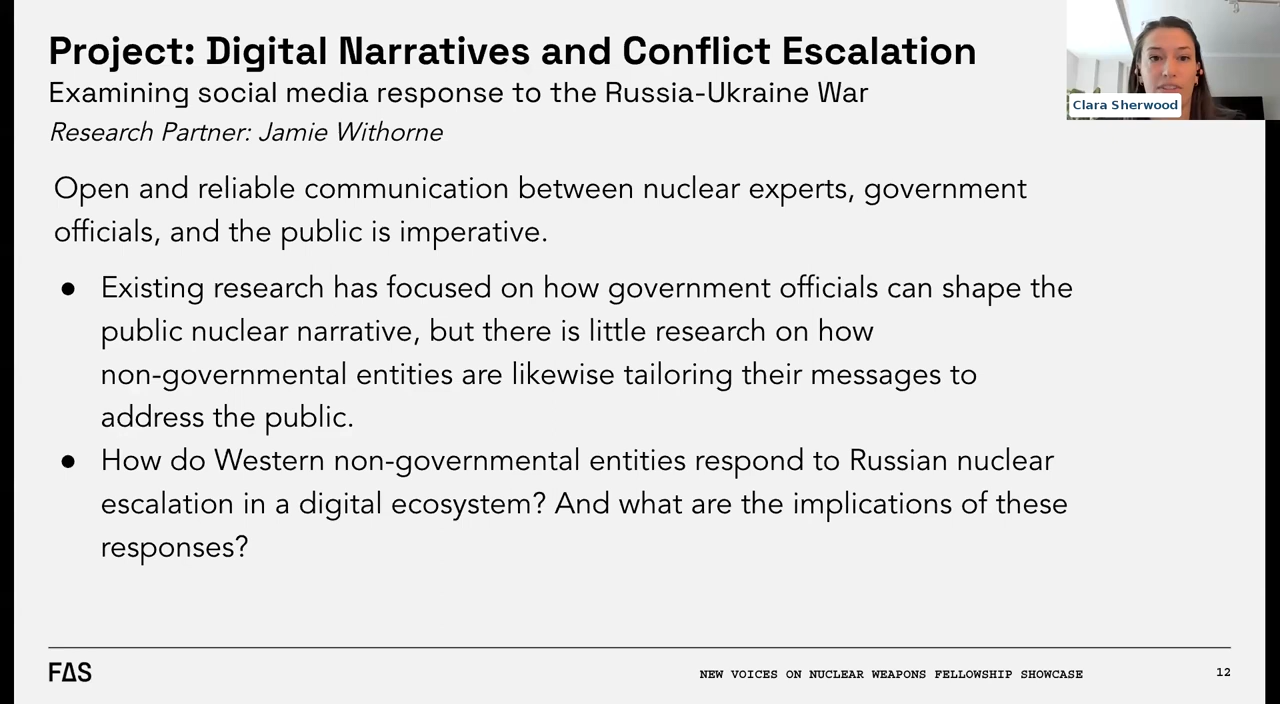 Project: Digital Narratives and Conflict Escalation
Examining social media response to the Russia-Ukraine War
Research Partner: Jamie Withorne
Clara Sherwood
Open and reliable communication between nuclear experts, government
officials, and the public is imperative.
● Existing research has focused on how government officials can shape the
public nuclear narrative, but there is little research on how
non-governmental entities are likewise tailoring their messages to
address the public.
● How do Western non-governmental entities respond to Russian nuclear
escalation in a digital ecosystem? And what are the implications of these
responses?
FAS
NEW VOICES ON NUCLEAR WEAPONS FELLOWSHIP SHOWCASE
12